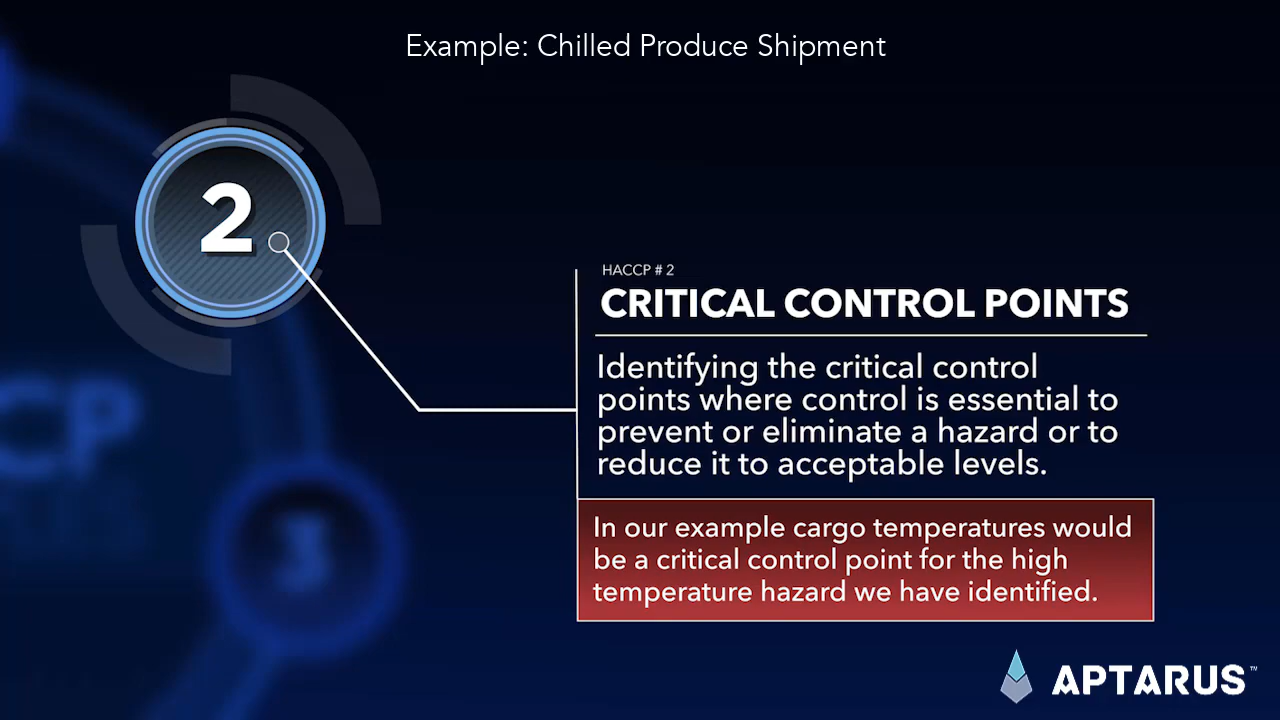 Example: Chilled Produce Shipment
2
HACCP # 2
CRITICAL CONTROL POINTS
Identifying the critical control
points where control is essential to
prevent or eliminate a hazard or to
reduce it to acceptable levels.
In our example cargo temperatures would
be a critical control point for the high
temperature hazard we have identified.
CP
3
APTARUS™